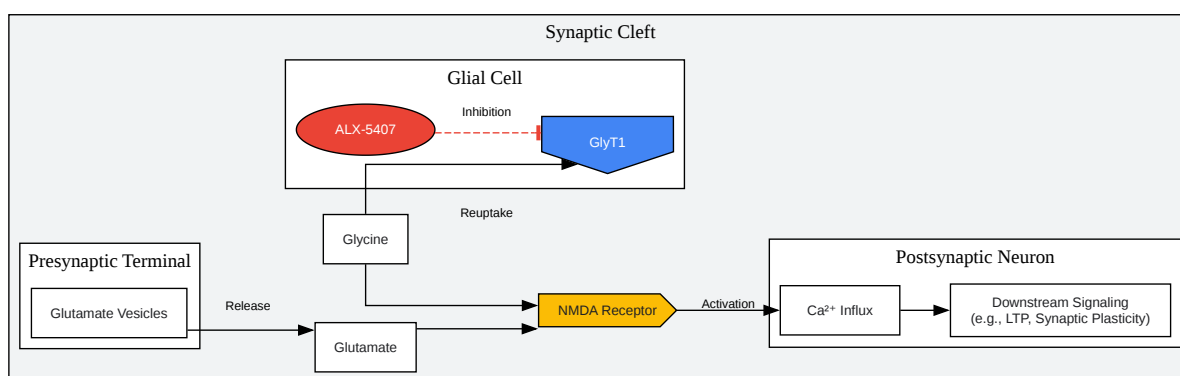 Synaptic Cleft
Glial Cell
Inhibition
ALX-5407
GlyT1
Reuptake
Glycine
Presynaptic Terminal
Glutamate Vesicles
Release
Glutamate
NMDA Receptor
Activation
Postsynaptic Neuron
Ca²⁺ Influx
Downstream Signaling
(e.g., LTP, Synaptic Plasticity)